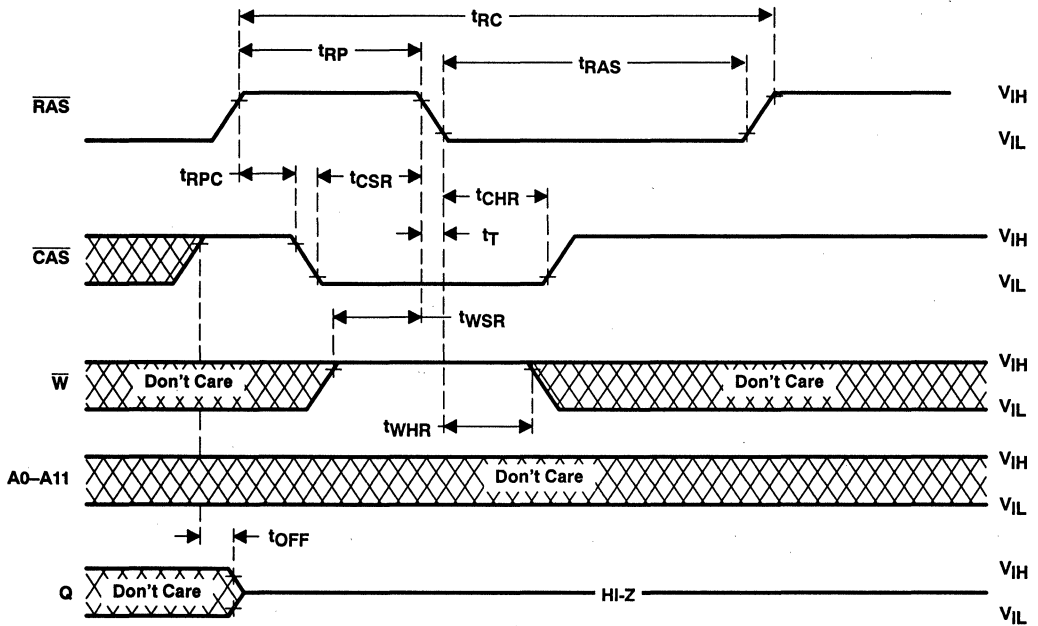 tRC
tRP
tRAS
RAS
VIH
VIL
tRPC
tCSR
tCHR
tT
CAS
VIH
VIL
tWSR
W
Don't Care
Don't Care
VIH
VIL
tWHR
A0–A11
Don't Care
VIH
VIL
tOFF
Q
Don't Care
HI-Z
VIH
VIL